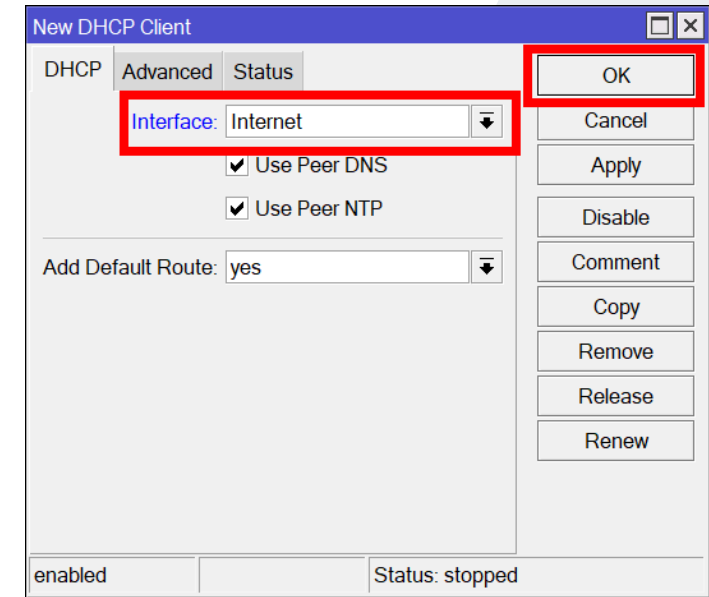 New DHCP Client
DHCP Advanced Status
OK
Interface: Internet
Cancel
Use Peer DNS
Apply
Use Peer NTP
Disable
Add Default Route: yes
Comment
Copy
Remove
Release
Renew
enabled Status: stopped